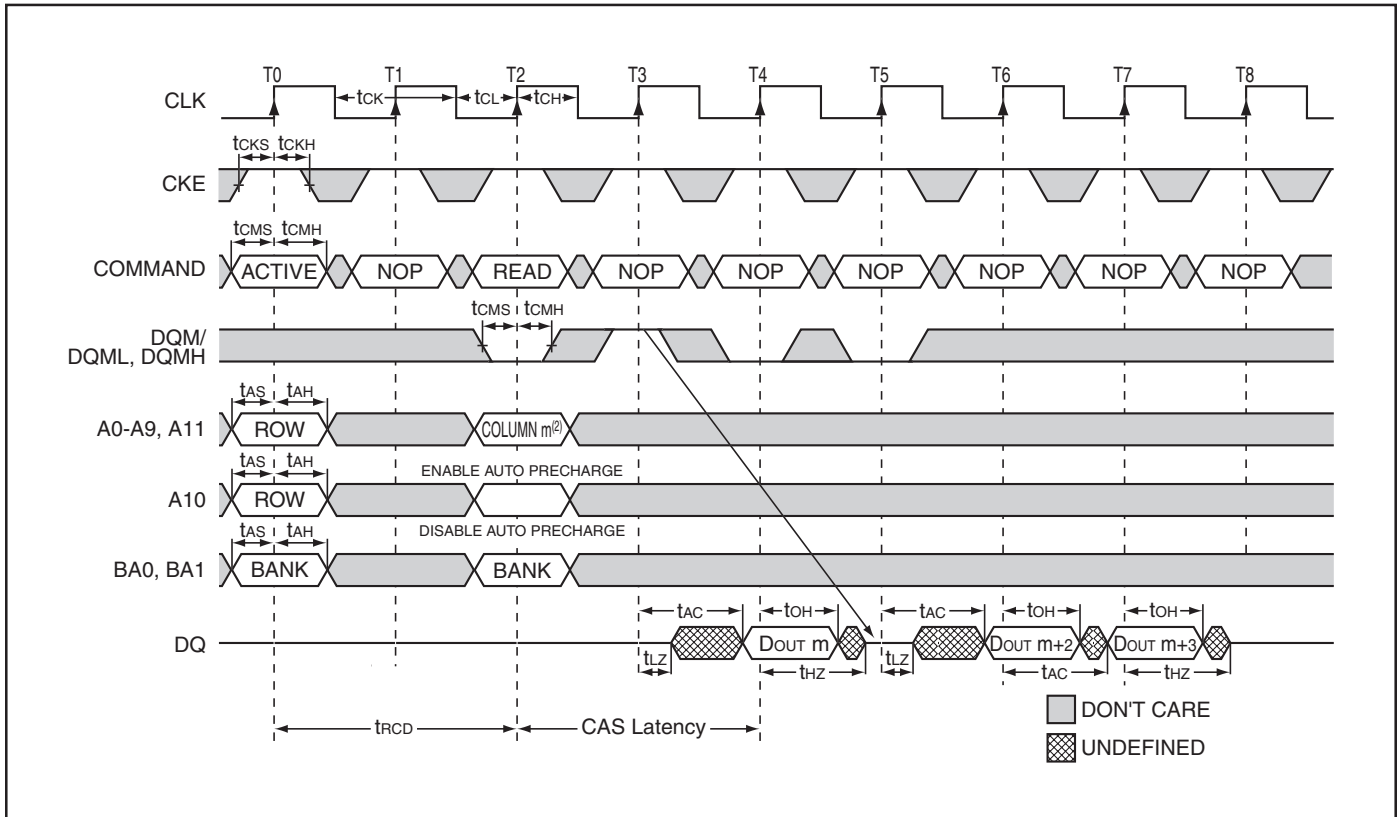 T0 T1 T2 T3 T4 T5 T6 T7 T8
CLK tCK tCL tCH
tCKS tCKH
CKE
tCMS tCMH
COMMAND ACTIVE NOP READ NOP NOP NOP NOP NOP NOP
tCMS tCMH
DQM/
DQML, DQMH
tAS tAH
A0-A9, A11 ROW COLUMN m(2)
tAS tAH ENABLE AUTO PRECHARGE
A10 ROW
tAS tAH DISABLE AUTO PRECHARGE
BA0, BA1 BANK BANK
tAC tOH tAC tOH tOH
DQ DOUT m DOUT m+2 DOUT m+3
tLZ tHZ tLZ tAC tHZ
tRCD CAS Latency
DON'T CARE
UNDEFINED